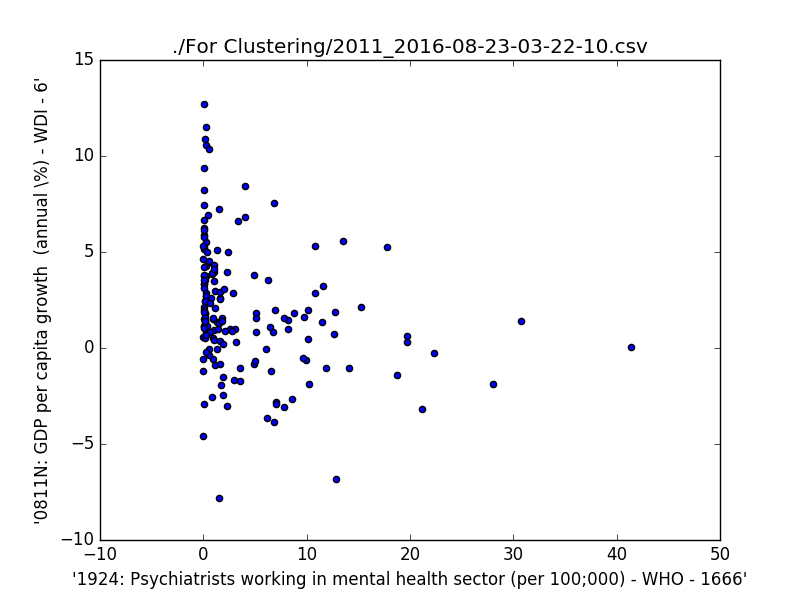 ./For Clustering/2011_2016-08-23-03-22-10.csv
15
10
5
0
−5
−10
'0811N: GDP per capita growth  (annual \%) - WDI - 6'
−10 0 10 20 30 40 50
'1924: Psychiatrists working in mental health sector (per 100;000) - WHO - 1666'